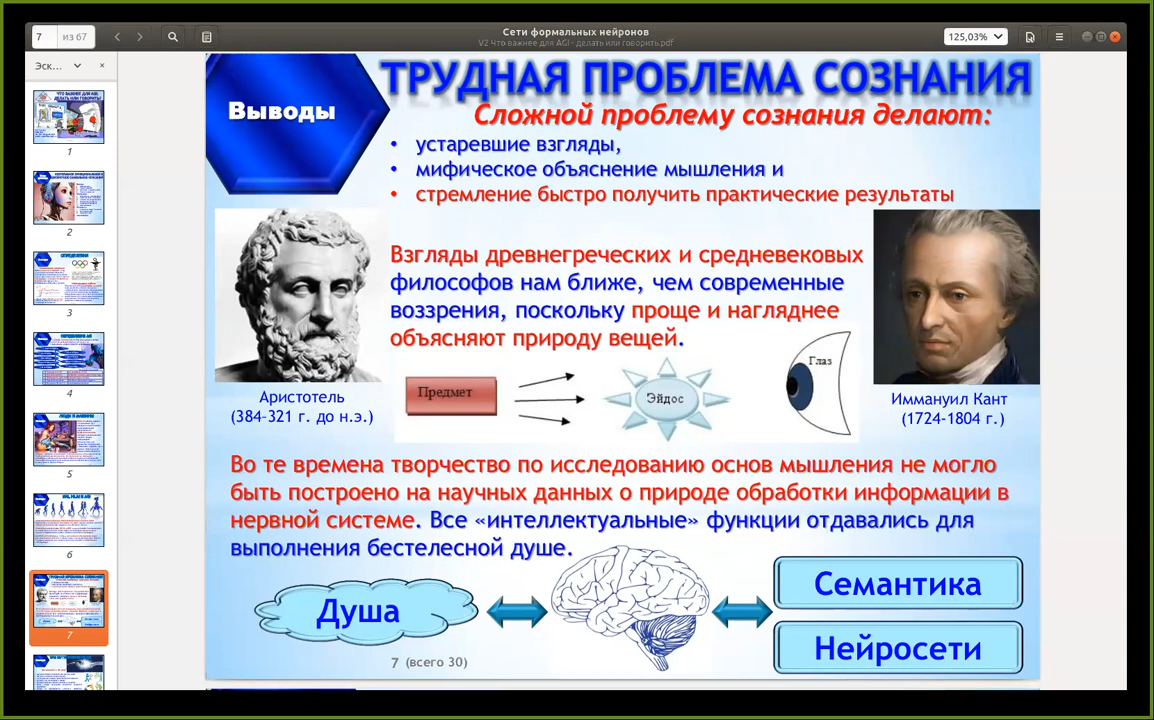 7 из 67
125,03%
Сети формальных нейронов
V2 Что важнее для AGI - делать или говорить.pdf
Эск...
1
2
3
4
5
6
7
Выводы
ТРУДНАЯ ПРОБЛЕМА СОЗНАНИЯ
Сложной проблему сознания делают:
• устаревшие взгляды,
• мифическое объяснение мышления и
• стремление быстро получить практические результаты
Взгляды древнегреческих и средневековых
философов нам ближе, чем современные
воззрения, поскольку проще и нагляднее
объясняют природу вещей.
Аристотель
(384-321 г. до н.э.)
Предмет
Эйдос
Глаз
Иммануил Кант
(1724-1804 г.)
Во те времена творчество по исследованию основ мышления не могло
быть построено на научных данных о природе обработки информации в
нервной системе. Все «интеллектуальные» функции отдавались для
выполнения бестелесной душе.
Душа
Семантика
Нейросети
7 (всего 30)